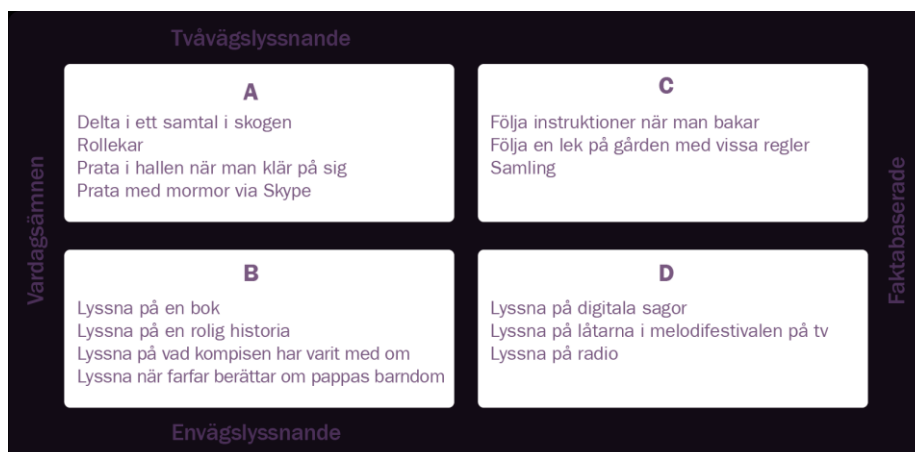 Tvåvägslyssnande
A
Delta i ett samtal i skogen
Rollekar
Prata i hallen när man klär på sig
Prata med mormor via Skype
C
Följa instruktioner när man bakar
Följa en lek på gården med vissa regler
Samling
Vardagsämnen
Faktabaserade
B
Lyssna på en bok
Lyssna på en rolig historia
Lyssna på vad kompisen har varit med om
Lyssna när farfar berättar om pappas barndom
D
Lyssna på digitala sagor
Lyssna på låtarna i melodifestivalen på tv
Lyssna på radio
Envägslyssnande